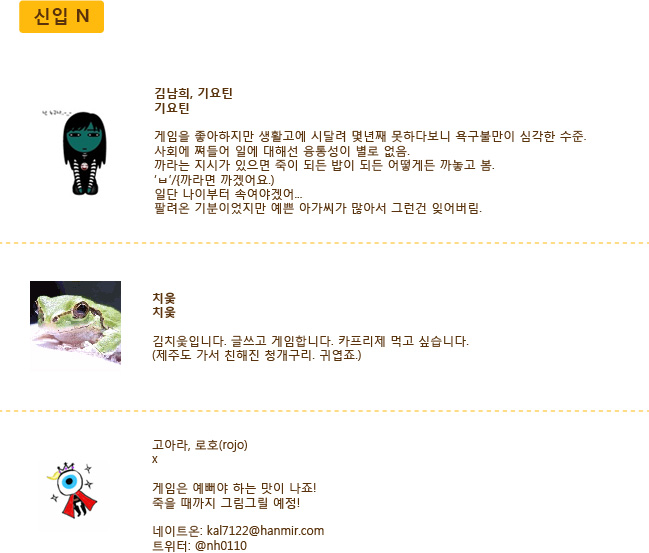 신입 N
김남희, 기요틴
기요틴
게임을 좋아하지만 생활고에 시달려 몇년째 못하다보니 욕구불만이 심각한 수준.
사회에 쩌들어 일에 대해선 융통성이 별로 없음.
까라는 지시가 있으면 죽이 되든 밥이 되든 어떻게든 까놓고 봄.
'ㅂ'/(까라면 까겠어요.)
일단 나이부터 속여야겠어...
팔려온 기분이었지만 예쁜 아가씨가 많아서 그런건 잊어버림.
치웆
치웆
김치웆입니다. 글쓰고 게임합니다. 카프리제 먹고 싶습니다.
(제주도 가서 친해진 청개구리. 귀엽죠.)
고아라, 로호(rojo)
x
게임은 예뻐야 하는 맛이 나죠!
죽을 때까지 그림그릴 예정!
네이트온: kal7122@hanmir.com
트위터: @nh0110